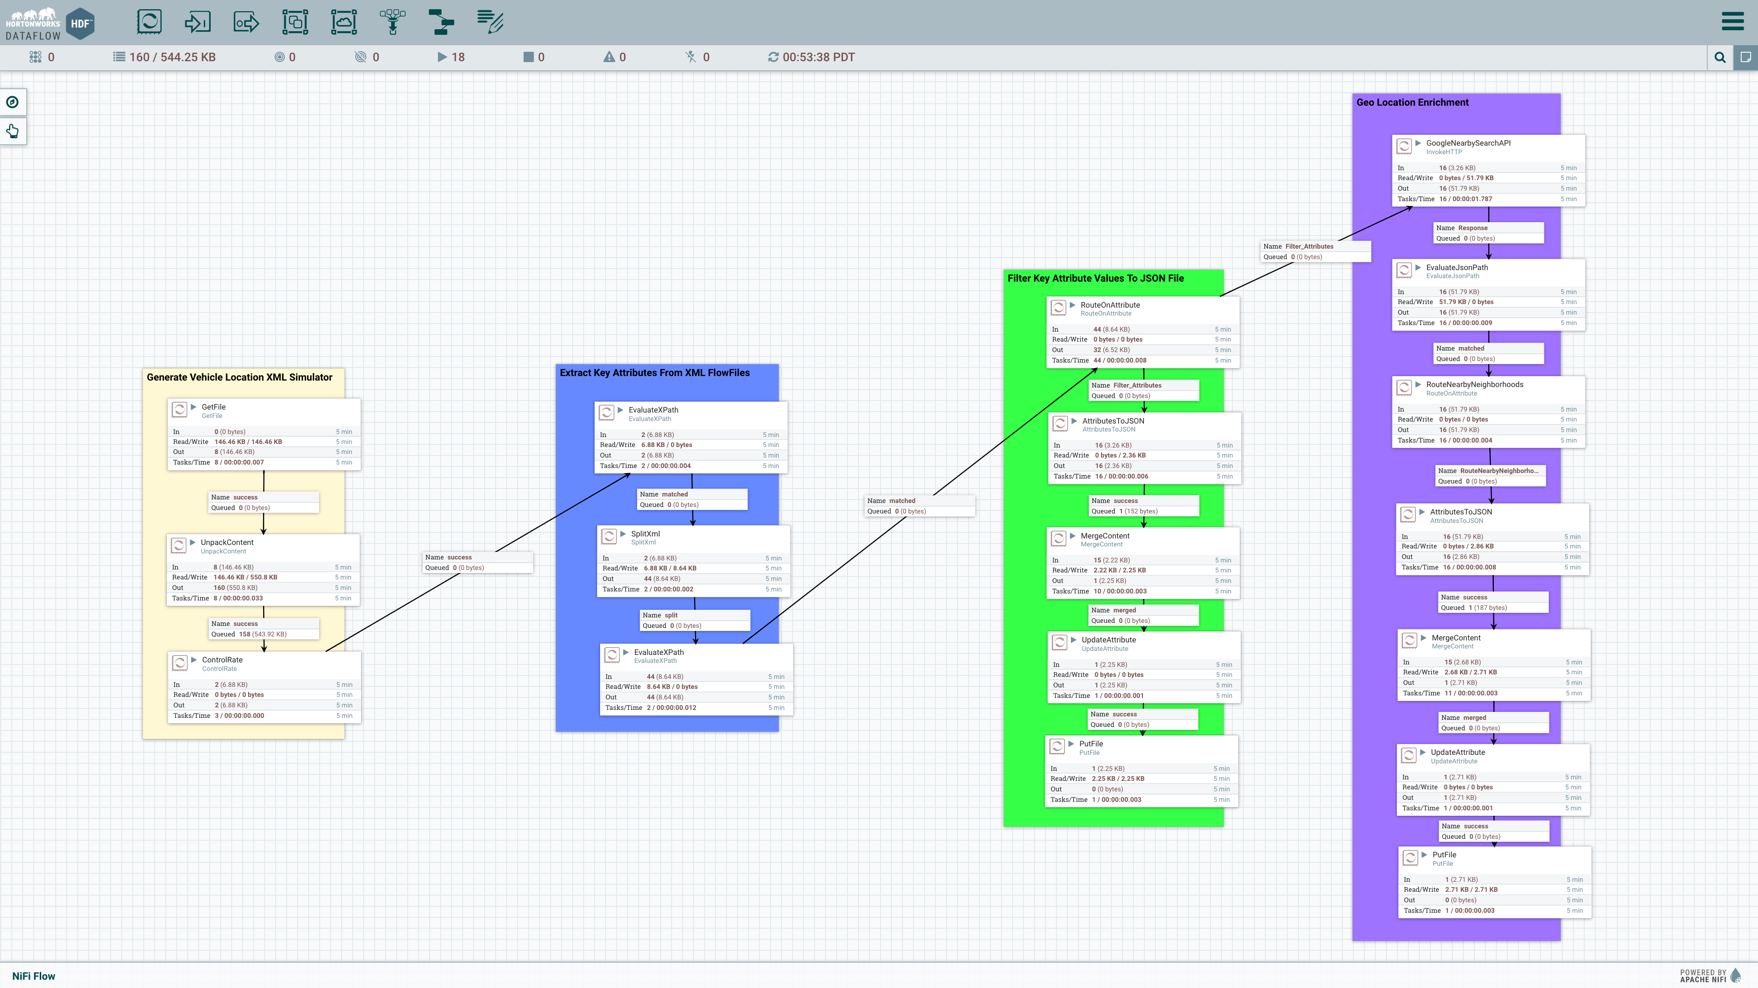 HORTONWORKS
DATAFLOW
HDF
0
160 / 544.25 KB
0
0
18
0
0
0
00:53:38 PDT
Generate Vehicle Location XML Simulator
GetFile
GetFile
In 0 (0 bytes) 5 min
Read/Write 146.46 KB / 146.46 KB 5 min
Out 8 (146.46 KB) 5 min
Tasks/Time 8 / 00:00:00.007 5 min
Name success
Queued 0 (0 bytes)
UnpackContent
UnpackContent
In 8 (146.46 KB) 5 min
Read/Write 146.46 KB / 550.8 KB 5 min
Out 160 (550.8 KB) 5 min
Tasks/Time 8 / 00:00:00.033 5 min
Name success
Queued 158 (543.92 KB)
ControlRate
ControlRate
In 2 (6.88 KB) 5 min
Read/Write 0 bytes / 0 bytes 5 min
Out 2 (6.88 KB) 5 min
Tasks/Time 3 / 00:00:00.000 5 min
Name success
Queued 0 (0 bytes)
Extract Key Attributes From XML FlowFiles
EvaluateXPath
EvaluateXPath
In 2 (6.88 KB) 5 min
Read/Write 6.88 KB / 0 bytes 5 min
Out 2 (6.88 KB) 5 min
Tasks/Time 2 / 00:00:00.004 5 min
Name matched
Queued 0 (0 bytes)
SplitXml
SplitXml
In 2 (6.88 KB) 5 min
Read/Write 6.88 KB / 8.64 KB 5 min
Out 44 (8.64 KB) 5 min
Tasks/Time 2 / 00:00:00.002 5 min
Name split
Queued 0 (0 bytes)
EvaluateXPath
EvaluateXPath
In 44 (8.64 KB) 5 min
Read/Write 8.64 KB / 0 bytes 5 min
Out 44 (8.64 KB) 5 min
Tasks/Time 2 / 00:00:00.012 5 min
Name matched
Queued 0 (0 bytes)
Filter Key Attribute Values To JSON File
RouteOnAttribute
RouteOnAttribute
In 44 (8.64 KB) 5 min
Read/Write 0 bytes / 0 bytes 5 min
Out 32 (6.52 KB) 5 min
Tasks/Time 44 / 00:00:00.008 5 min
Name Filter_Attributes
Queued 0 (0 bytes)
AttributesToJSON
AttributesToJSON
In 16 (3.26 KB) 5 min
Read/Write 0 bytes / 2.36 KB 5 min
Out 16 (2.36 KB) 5 min
Tasks/Time 16 / 00:00:00.006 5 min
Name success
Queued 1 (152 bytes)
MergeContent
MergeContent
In 15 (2.22 KB) 5 min
Read/Write 2.22 KB / 2.25 KB 5 min
Out 1 (2.25 KB) 5 min
Tasks/Time 10 / 00:00:00.003 5 min
Name merged
Queued 0 (0 bytes)
UpdateAttribute
UpdateAttribute
In 1 (2.25 KB) 5 min
Read/Write 0 bytes / 0 bytes 5 min
Out 1 (2.25 KB) 5 min
Tasks/Time 1 / 00:00:00.001 5 min
Name success
Queued 0 (0 bytes)
PutFile
PutFile
In 1 (2.25 KB) 5 min
Read/Write 2.25 KB / 2.25 KB 5 min
Out 0 (0 bytes) 5 min
Tasks/Time 1 / 00:00:00.003 5 min
Name Filter_Attributes
Queued 0 (0 bytes)
Geo Location Enrichment
GoogleNearbySearchAPI
InvokeHTTP
In 16 (3.26 KB) 5 min
Read/Write 0 bytes / 51.79 KB 5 min
Out 16 (51.79 KB) 5 min
Tasks/Time 16 / 00:00:01.787 5 min
Name Response
Queued 0 (0 bytes)
EvaluateJsonPath
EvaluateJsonPath
In 16 (51.79 KB) 5 min
Read/Write 51.79 KB / 0 bytes 5 min
Out 16 (51.79 KB) 5 min
Tasks/Time 16 / 00:00:00.009 5 min
Name matched
Queued 0 (0 bytes)
RouteNearbyNeighborhoods
RouteOnAttribute
In 16 (51.79 KB) 5 min
Read/Write 0 bytes / 0 bytes 5 min
Out 16 (51.79 KB) 5 min
Tasks/Time 16 / 00:00:00.004 5 min
Name RouteNearbyNeighborho...
Queued 0 (0 bytes)
AttributesToJSON
AttributesToJSON
In 16 (51.79 KB) 5 min
Read/Write 0 bytes / 2.86 KB 5 min
Out 16 (2.86 KB) 5 min
Tasks/Time 16 / 00:00:00.008 5 min
Name success
Queued 1 (187 bytes)
MergeContent
MergeContent
In 15 (2.68 KB) 5 min
Read/Write 2.68 KB / 2.71 KB 5 min
Out 1 (2.71 KB) 5 min
Tasks/Time 11 / 00:00:00.003 5 min
Name merged
Queued 0 (0 bytes)
UpdateAttribute
UpdateAttribute
In 1 (2.71 KB) 5 min
Read/Write 0 bytes / 0 bytes 5 min
Out 1 (2.71 KB) 5 min
Tasks/Time 1 / 00:00:00.001 5 min
Name success
Queued 0 (0 bytes)
PutFile
PutFile
In 1 (2.71 KB) 5 min
Read/Write 2.71 KB / 2.71 KB 5 min
Out 0 (0 bytes) 5 min
Tasks/Time 1 / 00:00:00.003 5 min
NiFi Flow
POWERED BY
APACHE NIFI